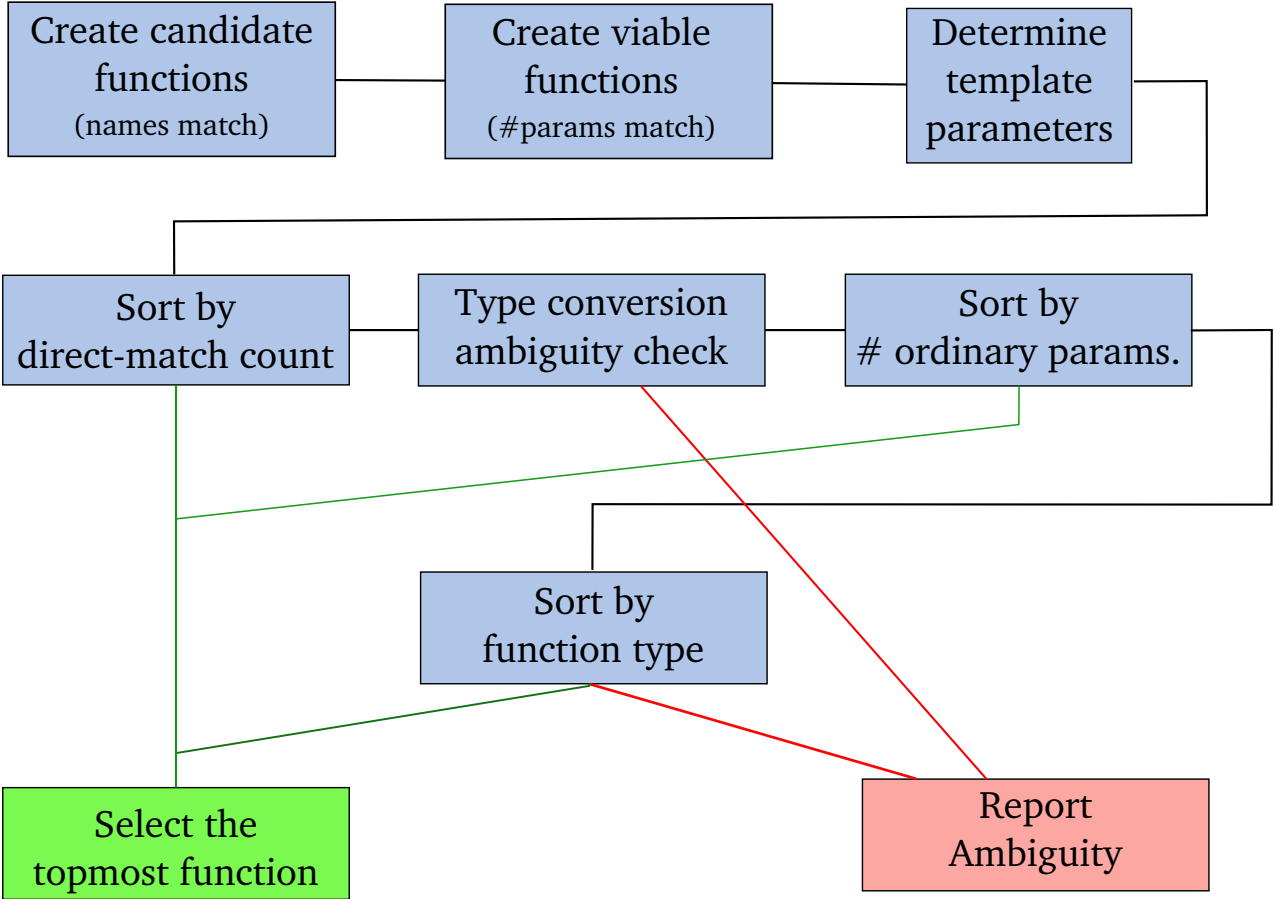 Create candidate
functions
(names match)
Create viable
functions
(#params match)
Determine
template
parameters
Sort by
direct-match count
Type conversion
ambiguity check
Sort by
# ordinary params.
Sort by
function type
Select the
topmost function
Report
Ambiguity